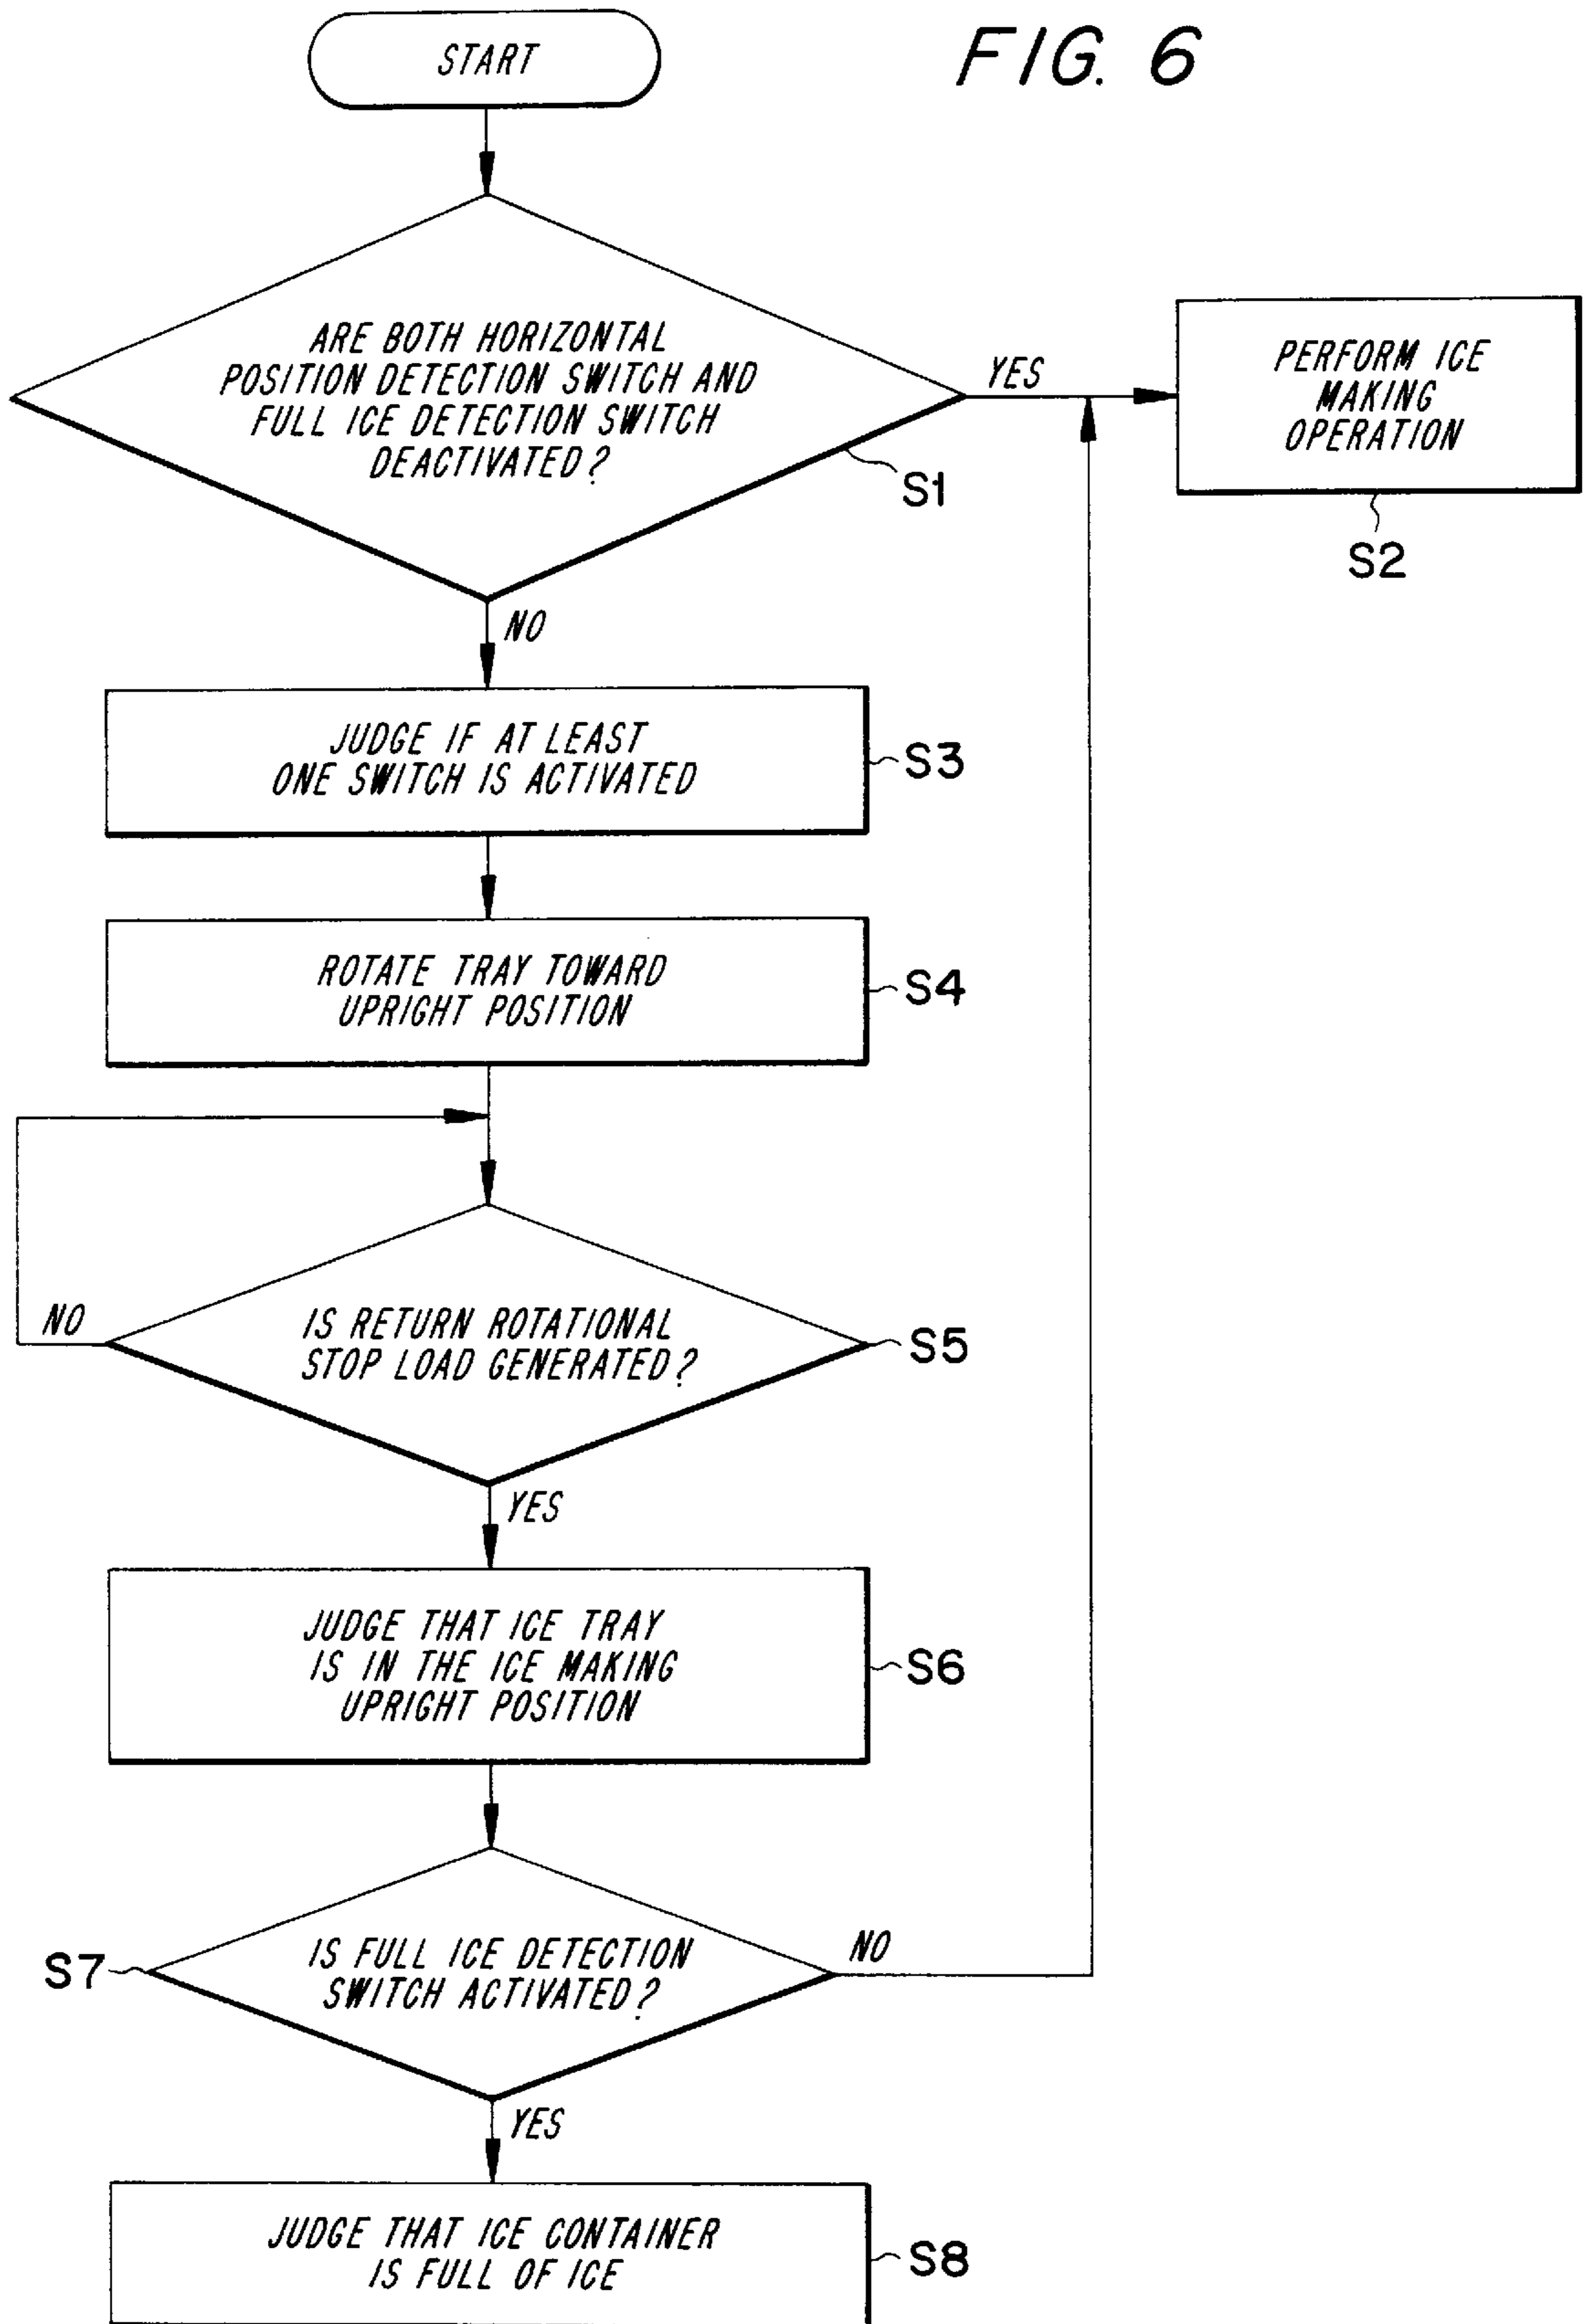 FIG. 6
START
ARE BOTH HORIZONTAL
POSITION DETECTION SWITCH AND
FULL ICE DETECTION SWITCH
DEACTIVATED?
S1
YES
PERFORM ICE
MAKING
OPERATION
S2
NO
JUDGE IF AT LEAST
ONE SWITCH IS ACTIVATED
S3
ROTATE TRAY TOWARD
UPRIGHT POSITION
S4
NO
IS RETURN ROTATIONAL
STOP LOAD GENERATED?
S5
YES
JUDGE THAT ICE TRAY
IS IN THE ICE MAKING
UPRIGHT POSITION
S6
S7
IS FULL ICE DETECTION
SWITCH ACTIVATED?
NO
YES
JUDGE THAT ICE CONTAINER
IS FULL OF ICE
S8